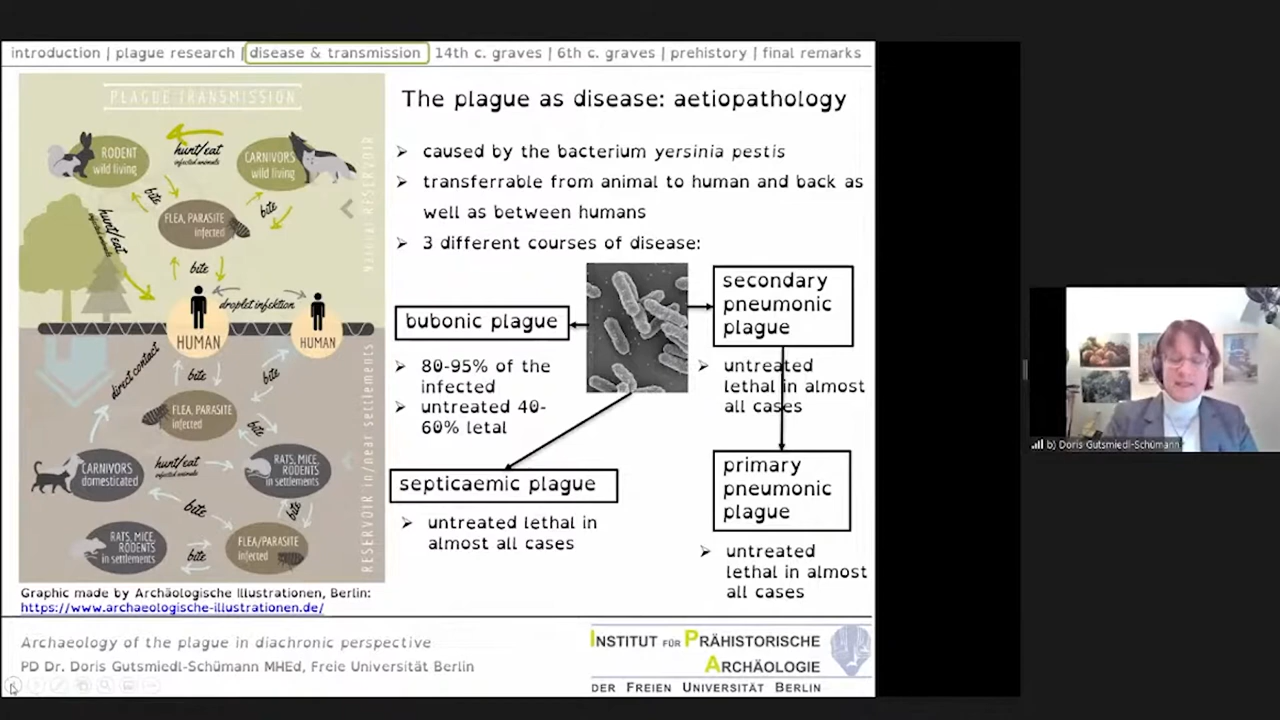 introduction | plague research | disease & transmission 14th c. graves | 6th c. graves | prehistory | final remarks
PLAGUE TRANSMISSION
RODENT
wild living
hunt/eat
infected animals
CARNIVORS
wild living
bite
bite
FLEA, PARASITE
infected
hunt/eat
infected animals
bite
NATURAL RESERVOIR
droplet infektion
HUMAN
HUMAN
direct contact
bite
bite
FLEA, PARASITE
infected
bite
CARNIVORS
domesticated
hunt/eat
infected animals
RATS, MICE,
RODENTS
in settlements
bite
bite
RATS, MICE,
RODENTS
in settlements
bite
FLEA/PARASITE
infected
RESERVOIR in/near settlements
Graphic made by Archäologische Illustrationen, Berlin:
https://www.archaeologische-illustrationen.de/
The plague as disease: aetiopathology
➢ caused by the bacterium yersinia pestis
➢ transferrable from animal to human and back as
well as between humans
➢ 3 different courses of disease:
bubonic plague
➢ 80-95% of the
infected
➢ untreated 40-
60% letal
septicaemic plague
➢ untreated lethal in
almost all cases
secondary
pneumonic
plague
➢ untreated
lethal in almost
all cases
primary
pneumonic
plague
➢ untreated
lethal in almost
all cases
Archaeology of the plague in diachronic perspective
PD Dr. Doris Gutsmiedl-Schümann MHEd, Freie Universität Berlin
INSTITUT FÜR PRÄHISTORISCHE
ARCHÄOLOGIE
DER FREIEN UNIVERSITÄT BERLIN
b) Doris Gutsmiedl-Schümann